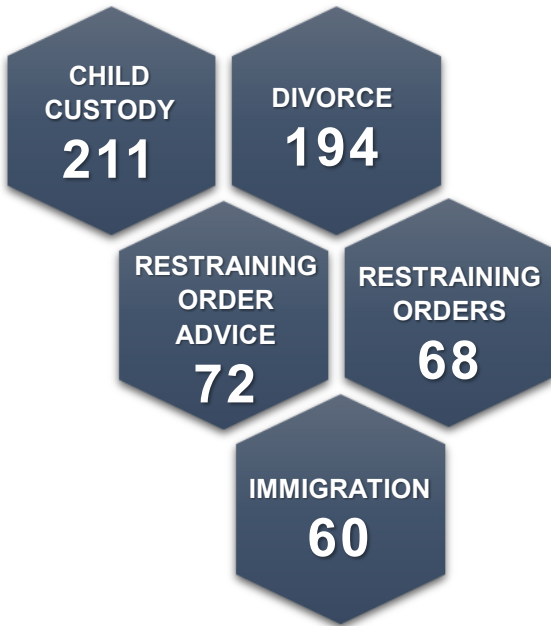 CHILD
CUSTODY
211
DIVORCE
194
RESTRAINING
ORDER
ADVICE
72
RESTRAINING
ORDERS
68
IMMIGRATION
60